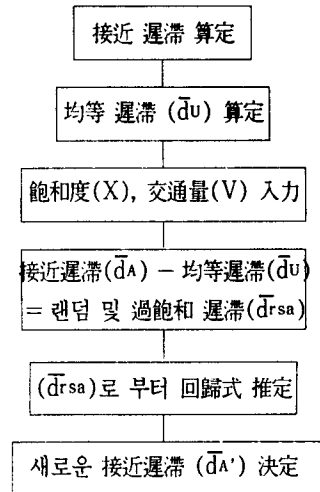 接近 遲滯 算定
均等 遲滯 (d̄U) 算定
飽和度(X), 交通量(V) 入力
接近遲滯(d̄A) - 均等遲滯(d̄U)
= 랜덤 및 過飽和 遲滯(d̄rsa)
(d̄rsa)로 부터 回歸式 推定
새로운 接近遲滯 (d̄A') 決定